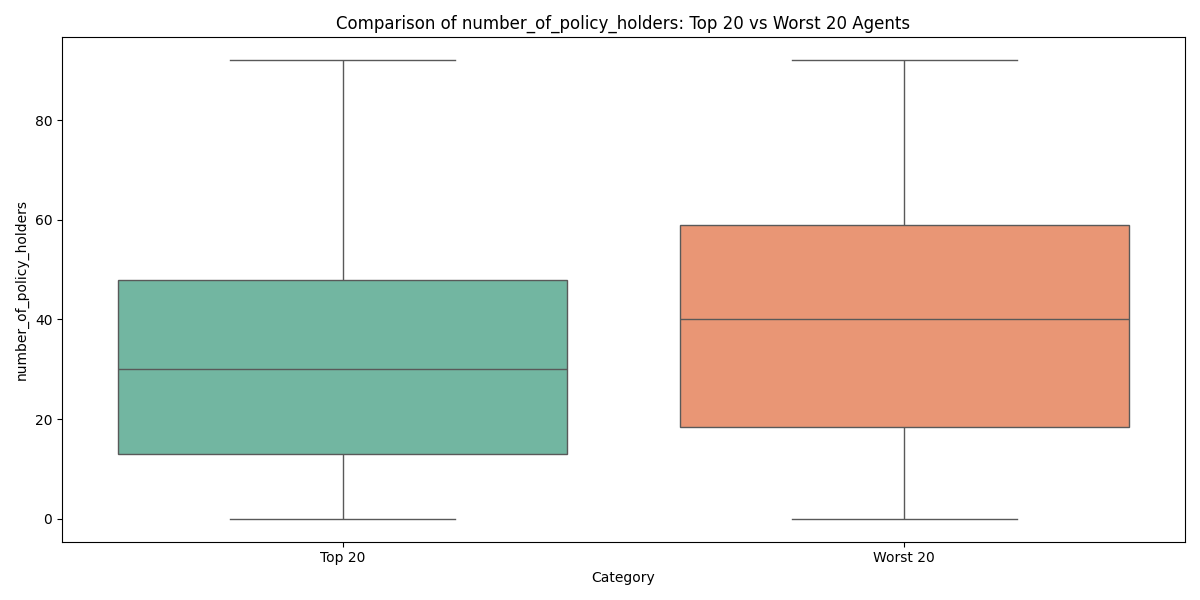 Comparison of number_of_policy_holders: Top 20 vs Worst 20 Agents
number_of_policy_holders
80
60
40
20
0
Top 20
Worst 20
Category